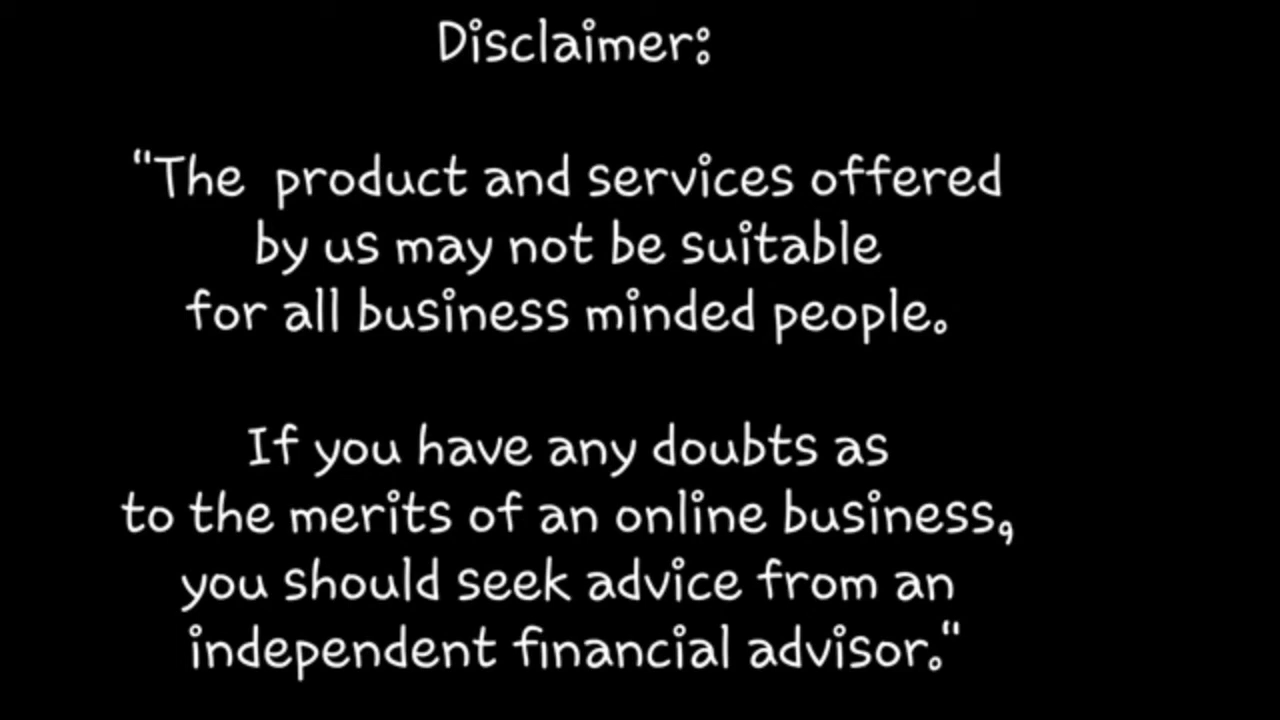 Disclaimer:
"The  product and services offered
by us may not be suitable
for all business minded people.
If you have any doubts as
to the merits of an online business,
you should seek advice from an
independent financial advisor."